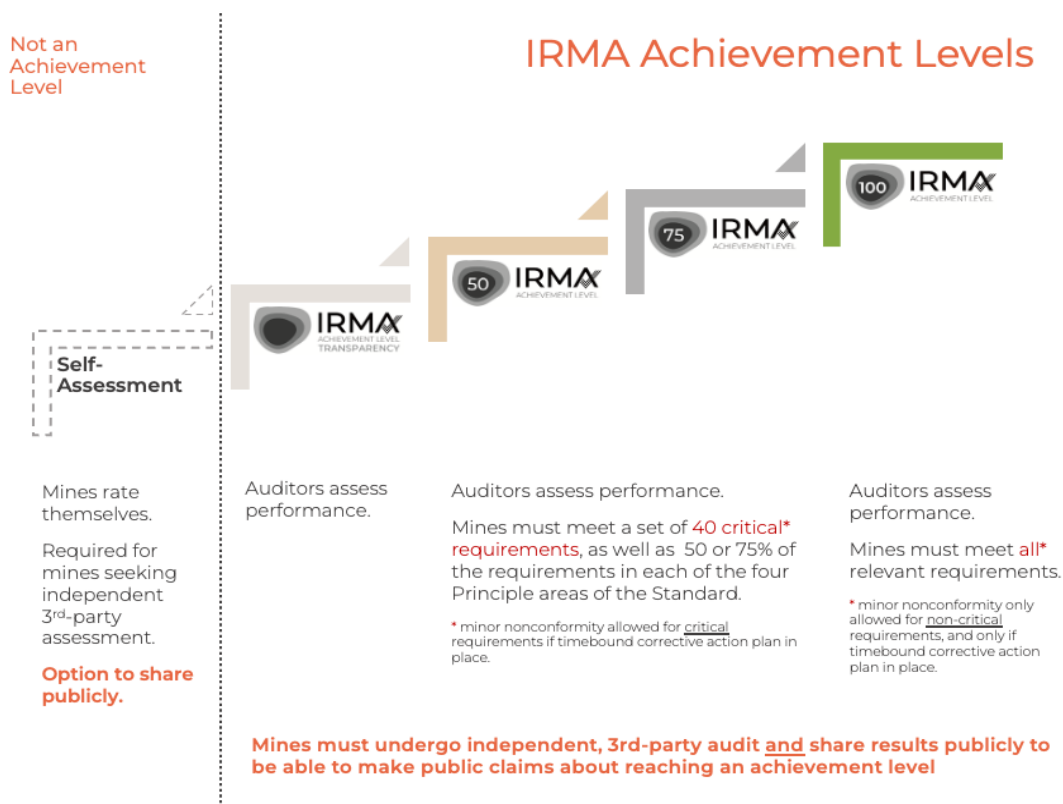 Not an
Achievement
Level
IRMA Achievement Levels
100
IRMA
ACHIEVEMENT LEVEL
75
IRMA
ACHIEVEMENT LEVEL
50
IRMA
ACHIEVEMENT LEVEL
IRMA
ACHIEVEMENT LEVEL
TRANSPARENCY
Self-
Assessment
Mines rate
themselves.
Required for
mines seeking
independent
3rd-party
assessment.
Option to share
publicly.
Auditors assess
performance.
Auditors assess performance.
Mines must meet a set of 40 critical*
requirements, as well as 50 or 75% of
the requirements in each of the four
Principle areas of the Standard.
* minor nonconformity allowed for critical
requirements if timebound corrective action plan in
place.
Auditors assess
performance.
Mines must meet all*
relevant requirements.
* minor nonconformity only
allowed for non-critical
requirements, and only if
timebound corrective action
plan in place.
Mines must undergo independent, 3rd-party audit and share results publicly to
be able to make public claims about reaching an achievement level